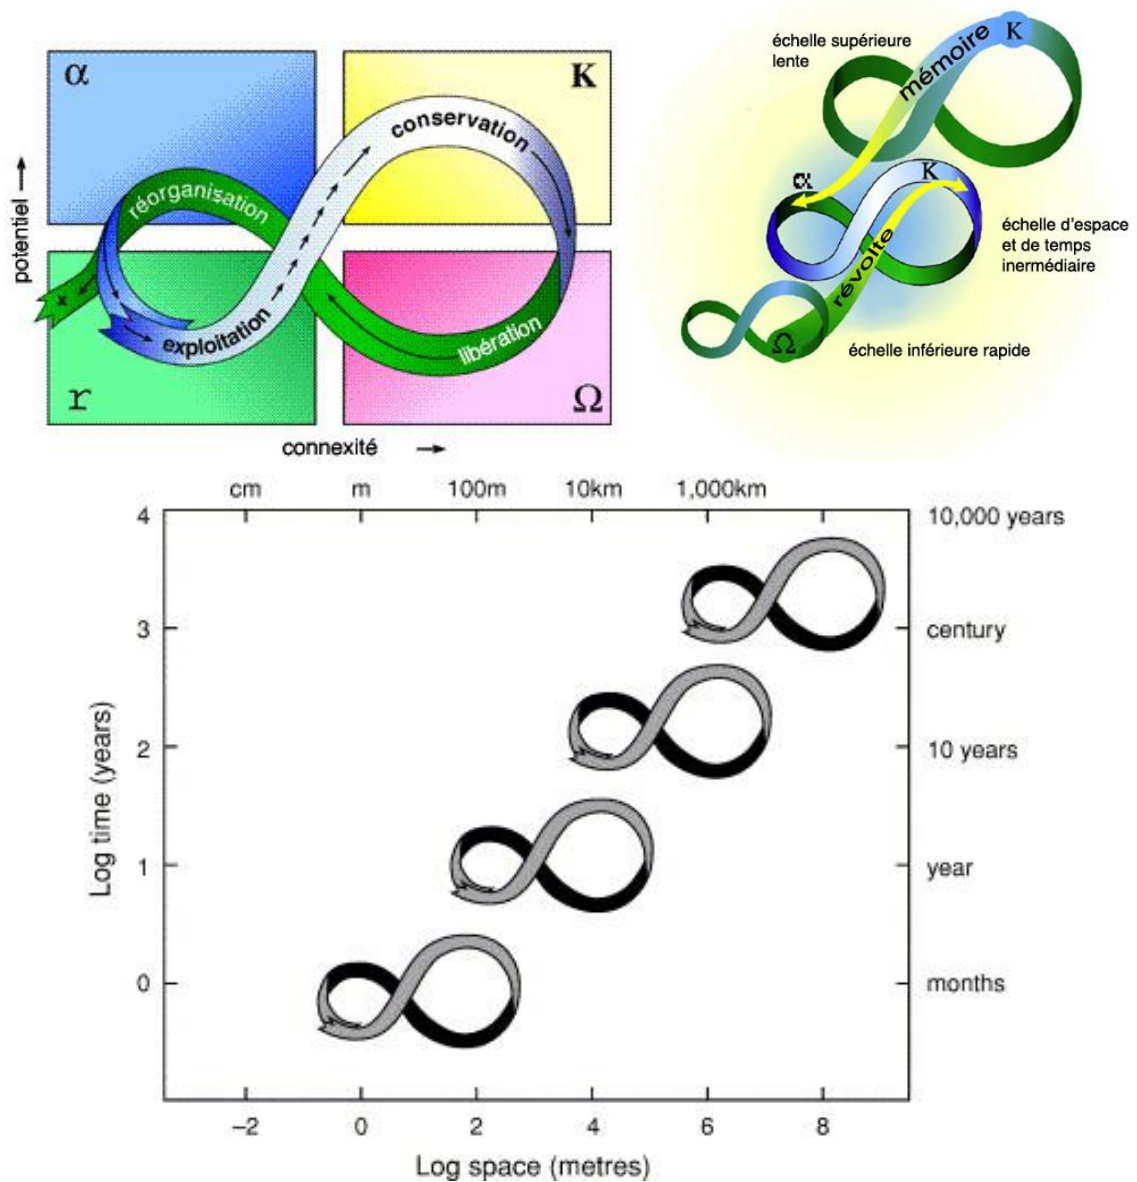 α
K
conservation
réorganisation
potentiel
x
exploitation
libération
r
Ω
connexité
échelle supérieure
lente
mémoire
K
α
K
échelle d'espace
et de temps
inermédiaire
révolte
Ω
échelle inférieure rapide
cm m 100m 10km 1,000km
4 10,000 years
3 century
2 10 years
1 year
0 months
Log time (years)
−2 0 2 4 6 8
Log space (metres)